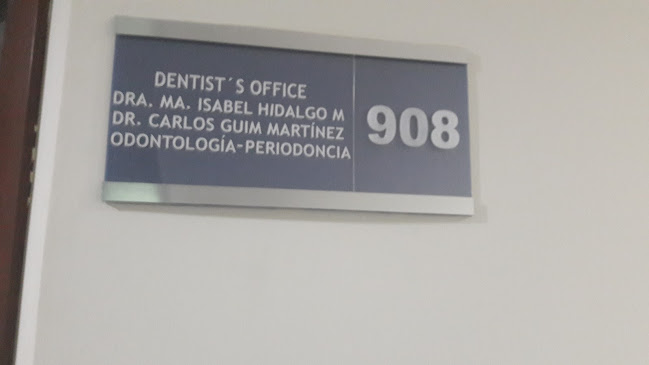 DENTIST´S OFFICE
DRA. MA. ISABEL HIDALGO M
DR. CARLOS GUIM MARTÍNEZ
ODONTOLOGÍA-PERIODONCIA
908